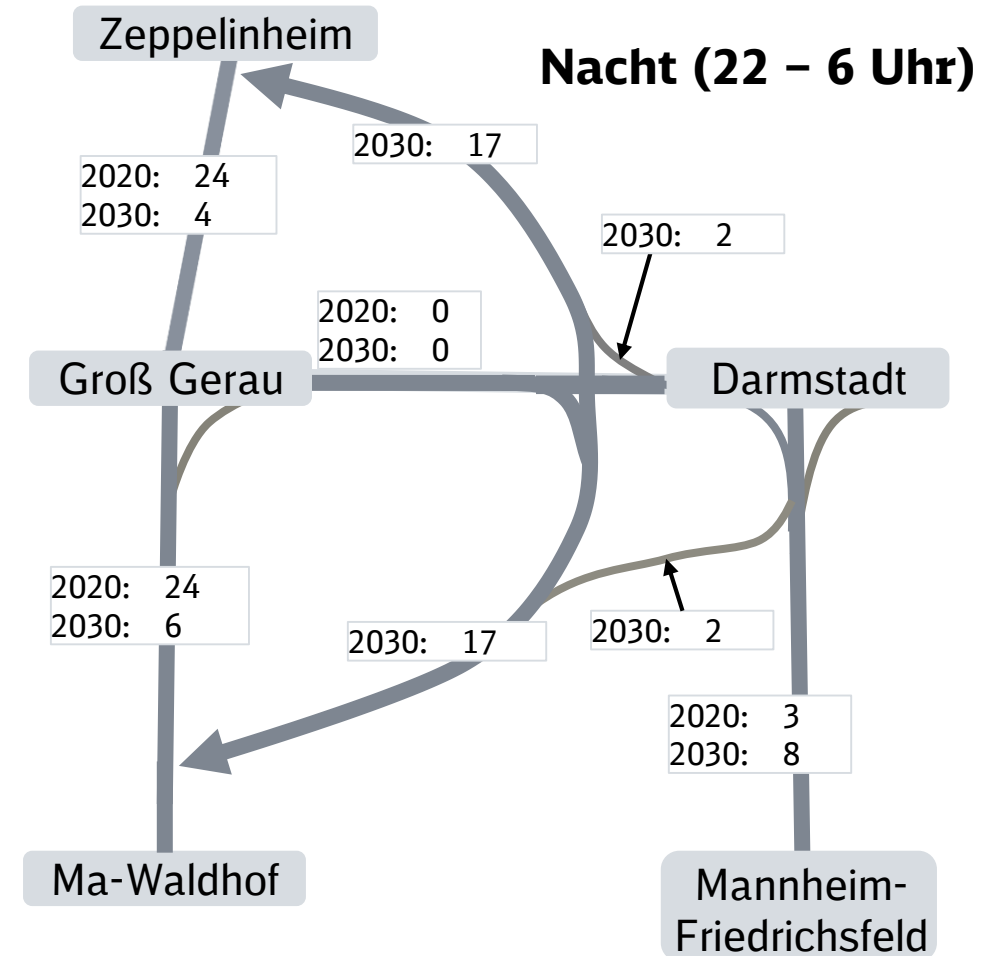 Zeppelinheim
Nacht (22 – 6 Uhr)
2030: 17
2020: 24
2030: 4
2030: 2
2020: 0
2030: 0
Groß Gerau
Darmstadt
2020: 24
2030: 6
2030: 17
2030: 2
2020: 3
2030: 8
Ma-Waldhof
Mannheim-
Friedrichsfeld